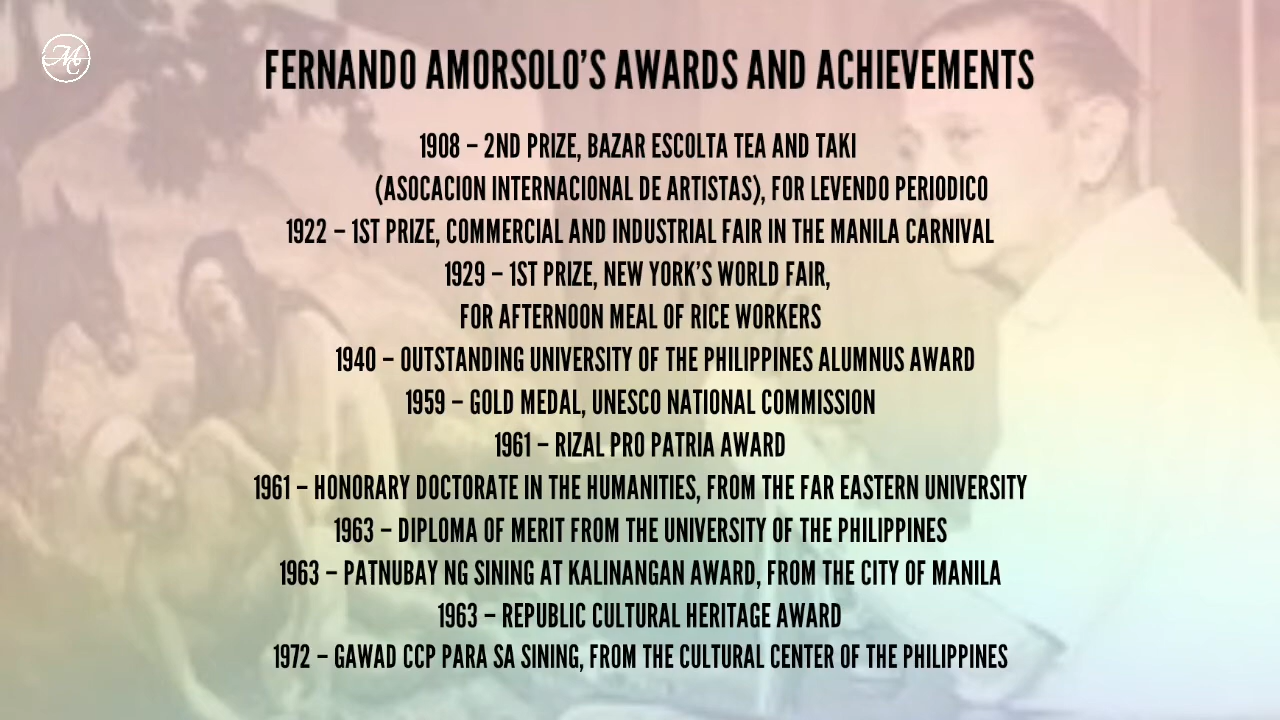 MC
FERNANDO AMORSOLO'S AWARDS AND ACHIEVEMENTS
1908 – 2ND PRIZE, BAZAR ESCOLTA TEA AND TAKI
(ASOCACION INTERNACIONAL DE ARTISTAS), FOR LEVENDO PERIODICO
1922 – 1ST PRIZE, COMMERCIAL AND INDUSTRIAL FAIR IN THE MANILA CARNIVAL
1929 – 1ST PRIZE, NEW YORK'S WORLD FAIR,
FOR AFTERNOON MEAL OF RICE WORKERS
1940 – OUTSTANDING UNIVERSITY OF THE PHILIPPINES ALUMNUS AWARD
1959 – GOLD MEDAL, UNESCO NATIONAL COMMISSION
1961 – RIZAL PRO PATRIA AWARD
1961 – HONORARY DOCTORATE IN THE HUMANITIES, FROM THE FAR EASTERN UNIVERSITY
1963 – DIPLOMA OF MERIT FROM THE UNIVERSITY OF THE PHILIPPINES
1963 – PATNUBAY NG SINING AT KALINANGAN AWARD, FROM THE CITY OF MANILA
1963 – REPUBLIC CULTURAL HERITAGE AWARD
1972 – GAWAD CCP PARA SA SINING, FROM THE CULTURAL CENTER OF THE PHILIPPINES